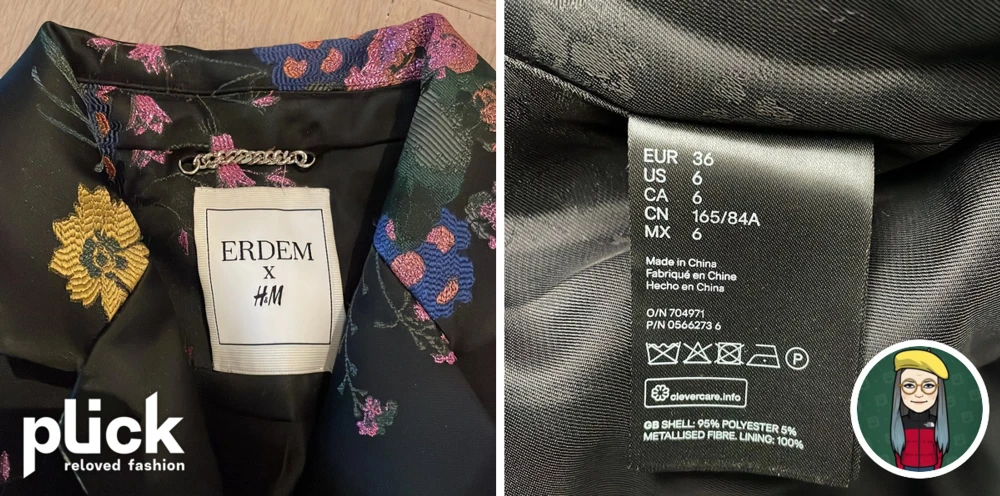 ERDEM
X
H&M
plick
reloved fashion
EUR 36
US 6
CA 6
CN 165/84A
MX 6
Made in China
Fabriqué en Chine
Hecho en China
O/N 704971
P/N 0566273 6
P
clevercare.info
GB SHELL: 95% POLYESTER 5%
METALLISED FIBRE. LINING: 100%